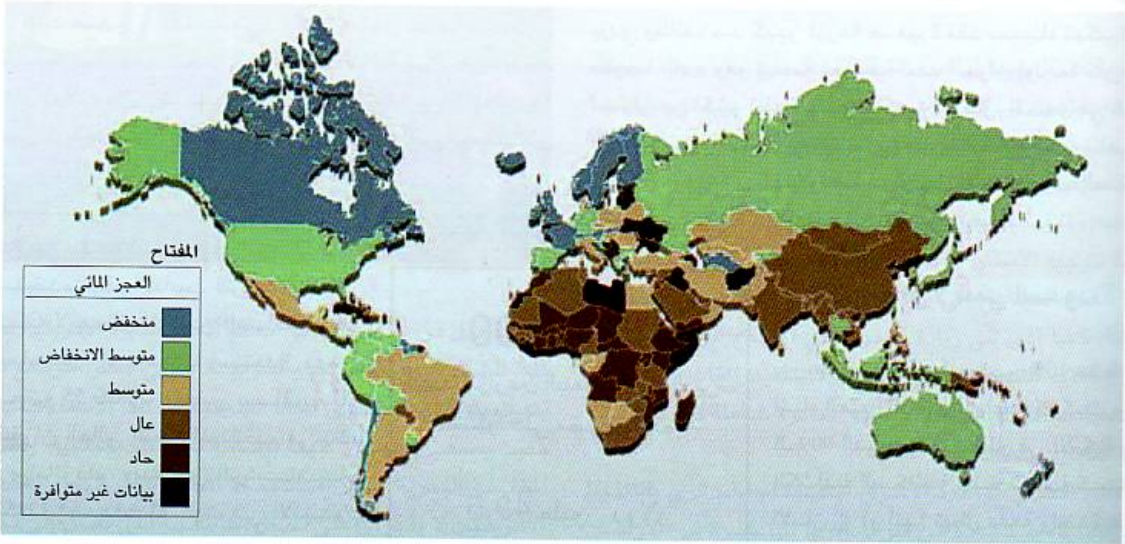 المفتاح
العجز المائي
منخفض
متوسط الانخفاض
متوسط
عال
حاد
بيانات غير متوافرة